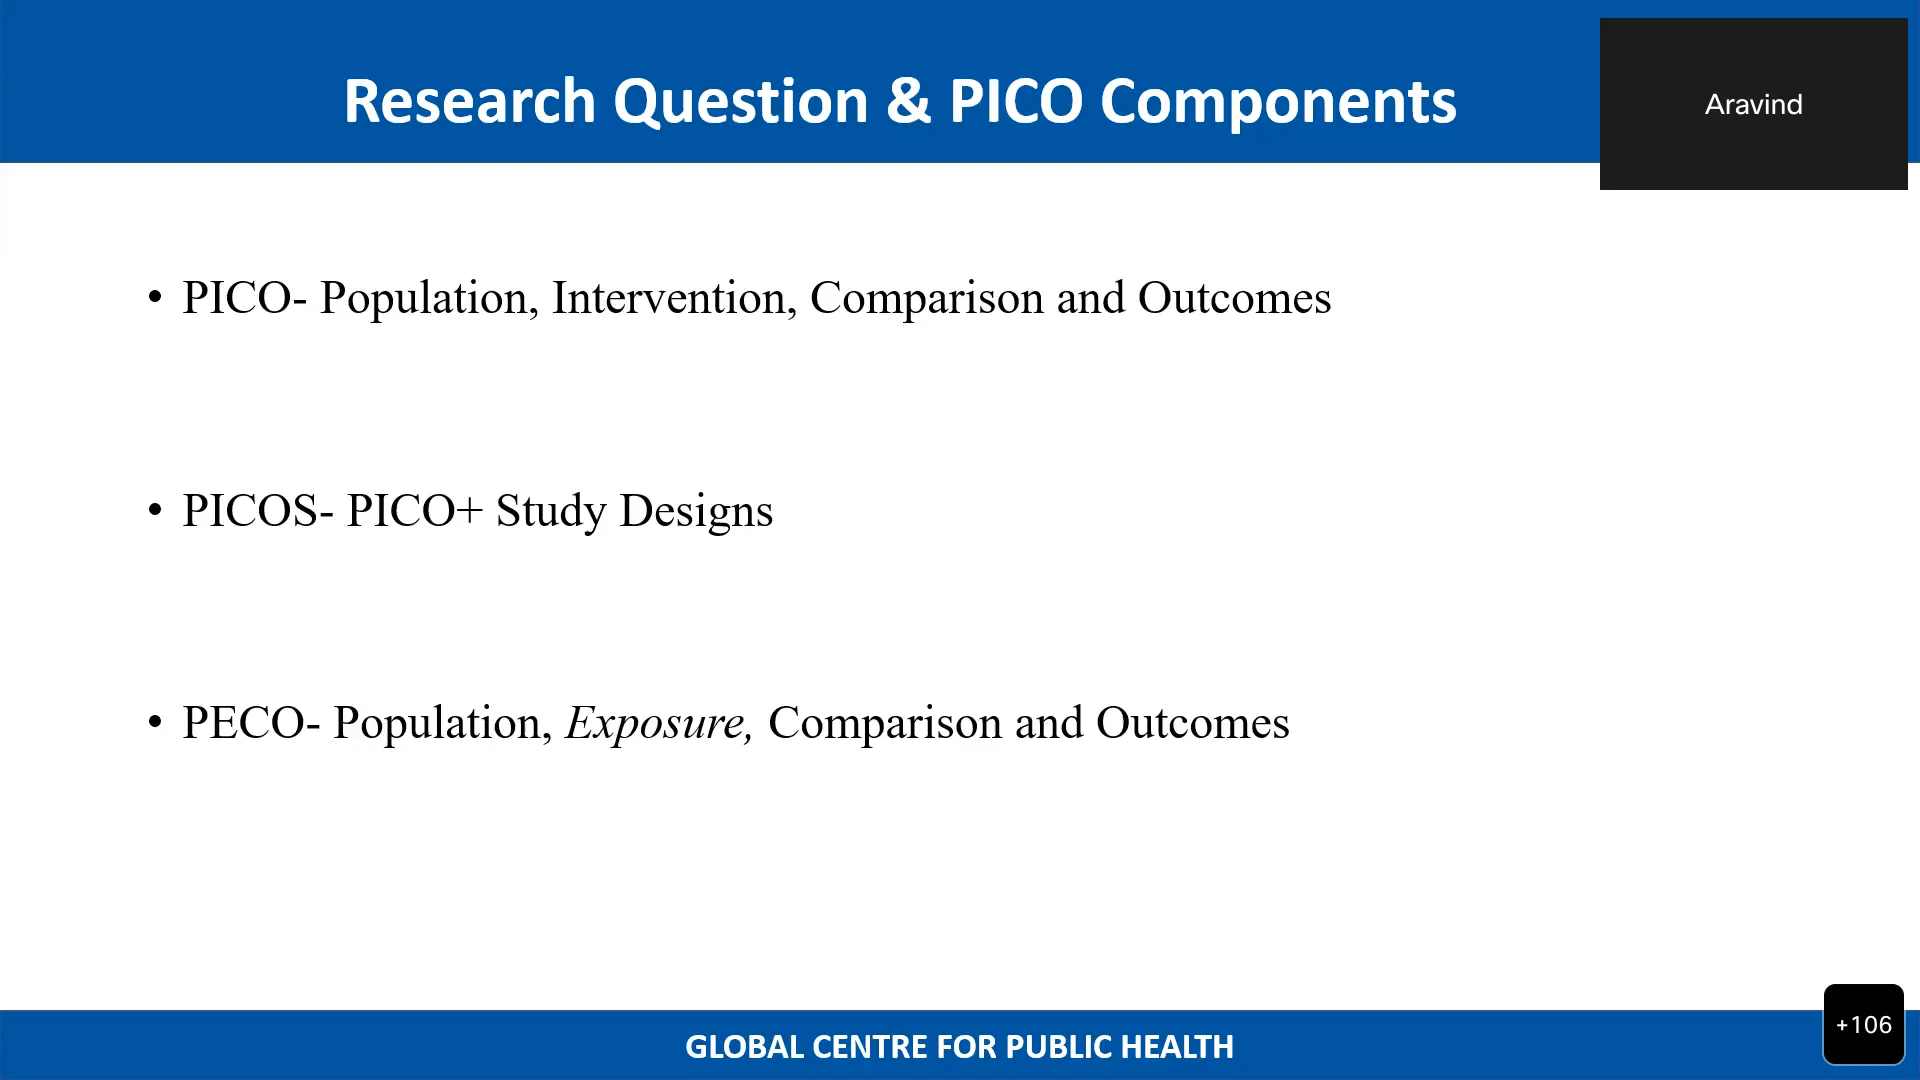 Research Question & PICO Components
Aravind
• PICO- Population, Intervention, Comparison and Outcomes
• PICOS- PICO+ Study Designs
• PECO- Population, Exposure, Comparison and Outcomes
GLOBAL CENTRE FOR PUBLIC HEALTH
+106